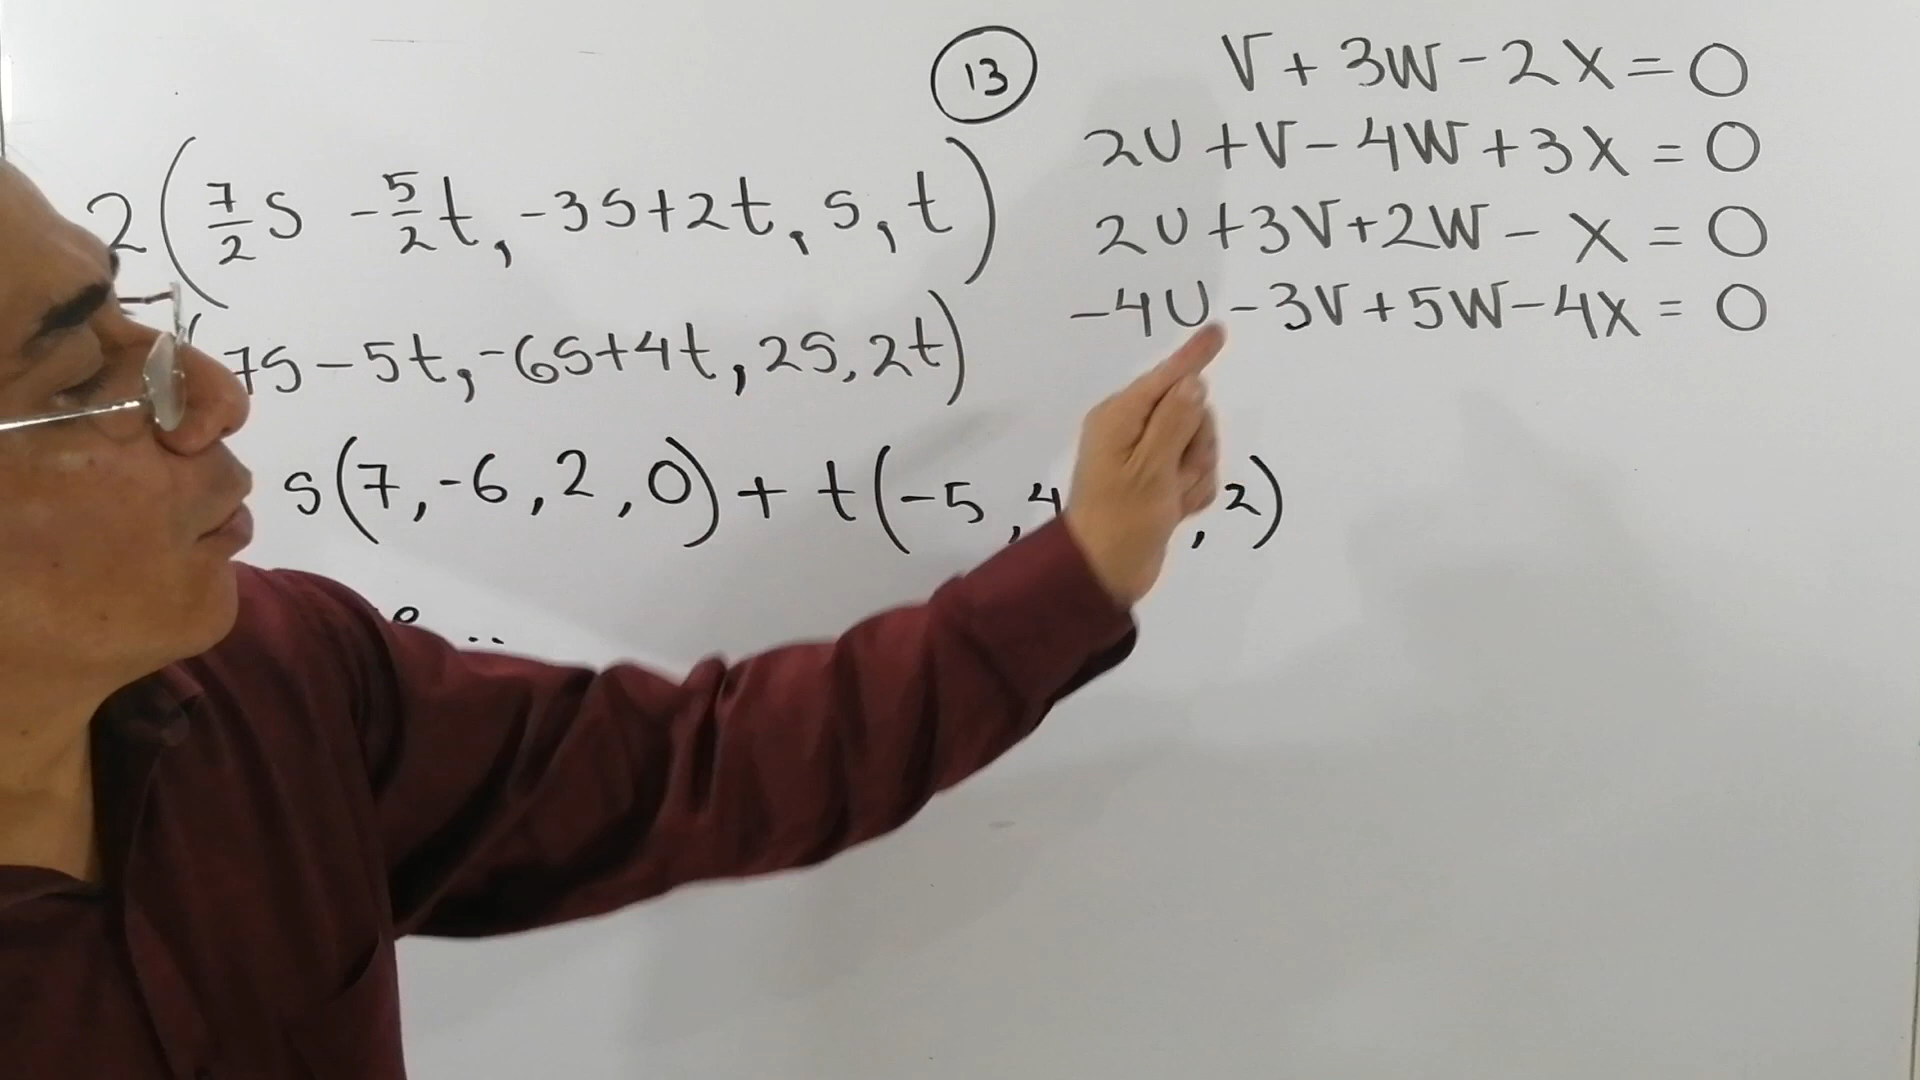 13
V + 3W - 2X = 0
2U + V - 4W + 3X = 0
2U + 3V + 2W - X = 0
-4U - 3V + 5W - 4X = 0
2(7/2 S - 5/2 t, -3S + 2t, S, t)
(7S - 5t, -6S + 4t, 2S, 2t)
S(7, -6, 2, 0) + t(-5, 4 , 2)